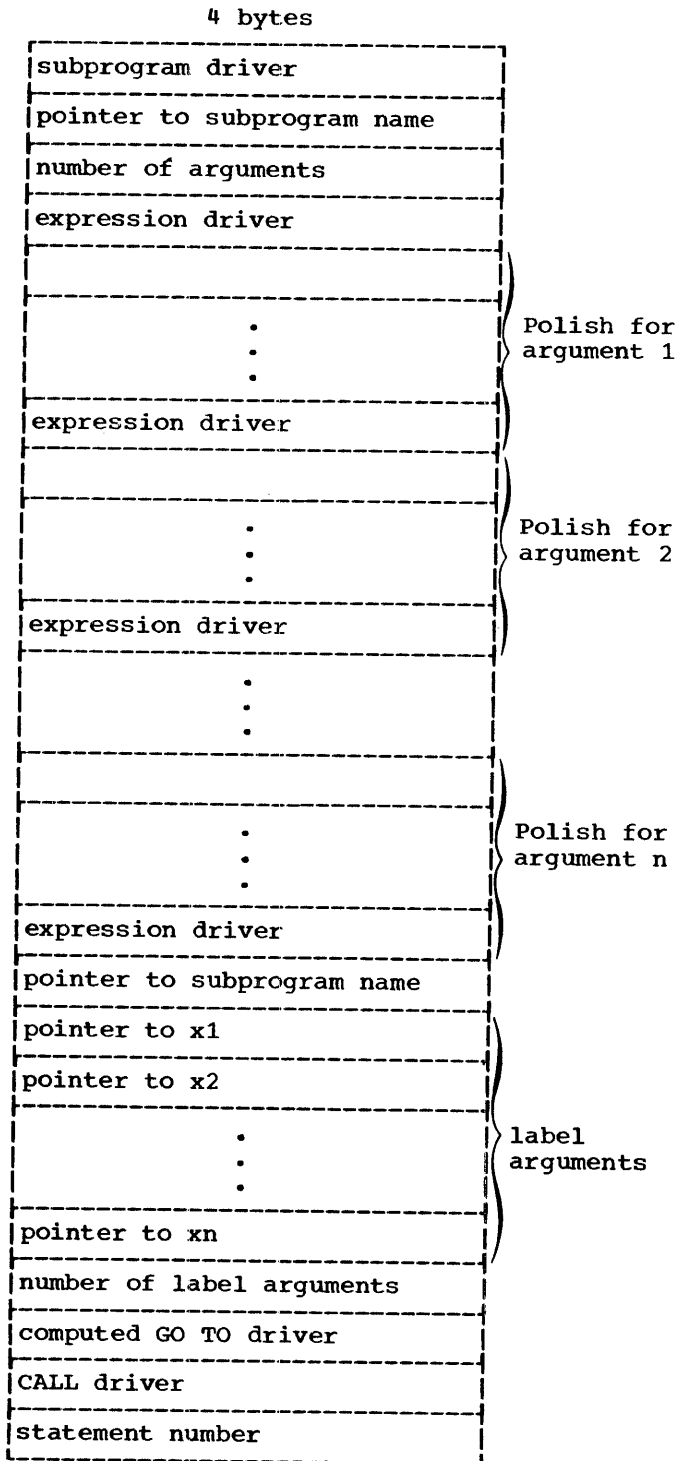 4 bytes
subprogram driver
pointer to subprogram name
number of arguments
expression driver
Polish for
argument 1
expression driver
Polish for
argument 2
expression driver
Polish for
argument n
expression driver
pointer to subprogram name
pointer to x1
pointer to x2
label
arguments
pointer to xn
number of label arguments
computed GO TO driver
CALL driver
statement number